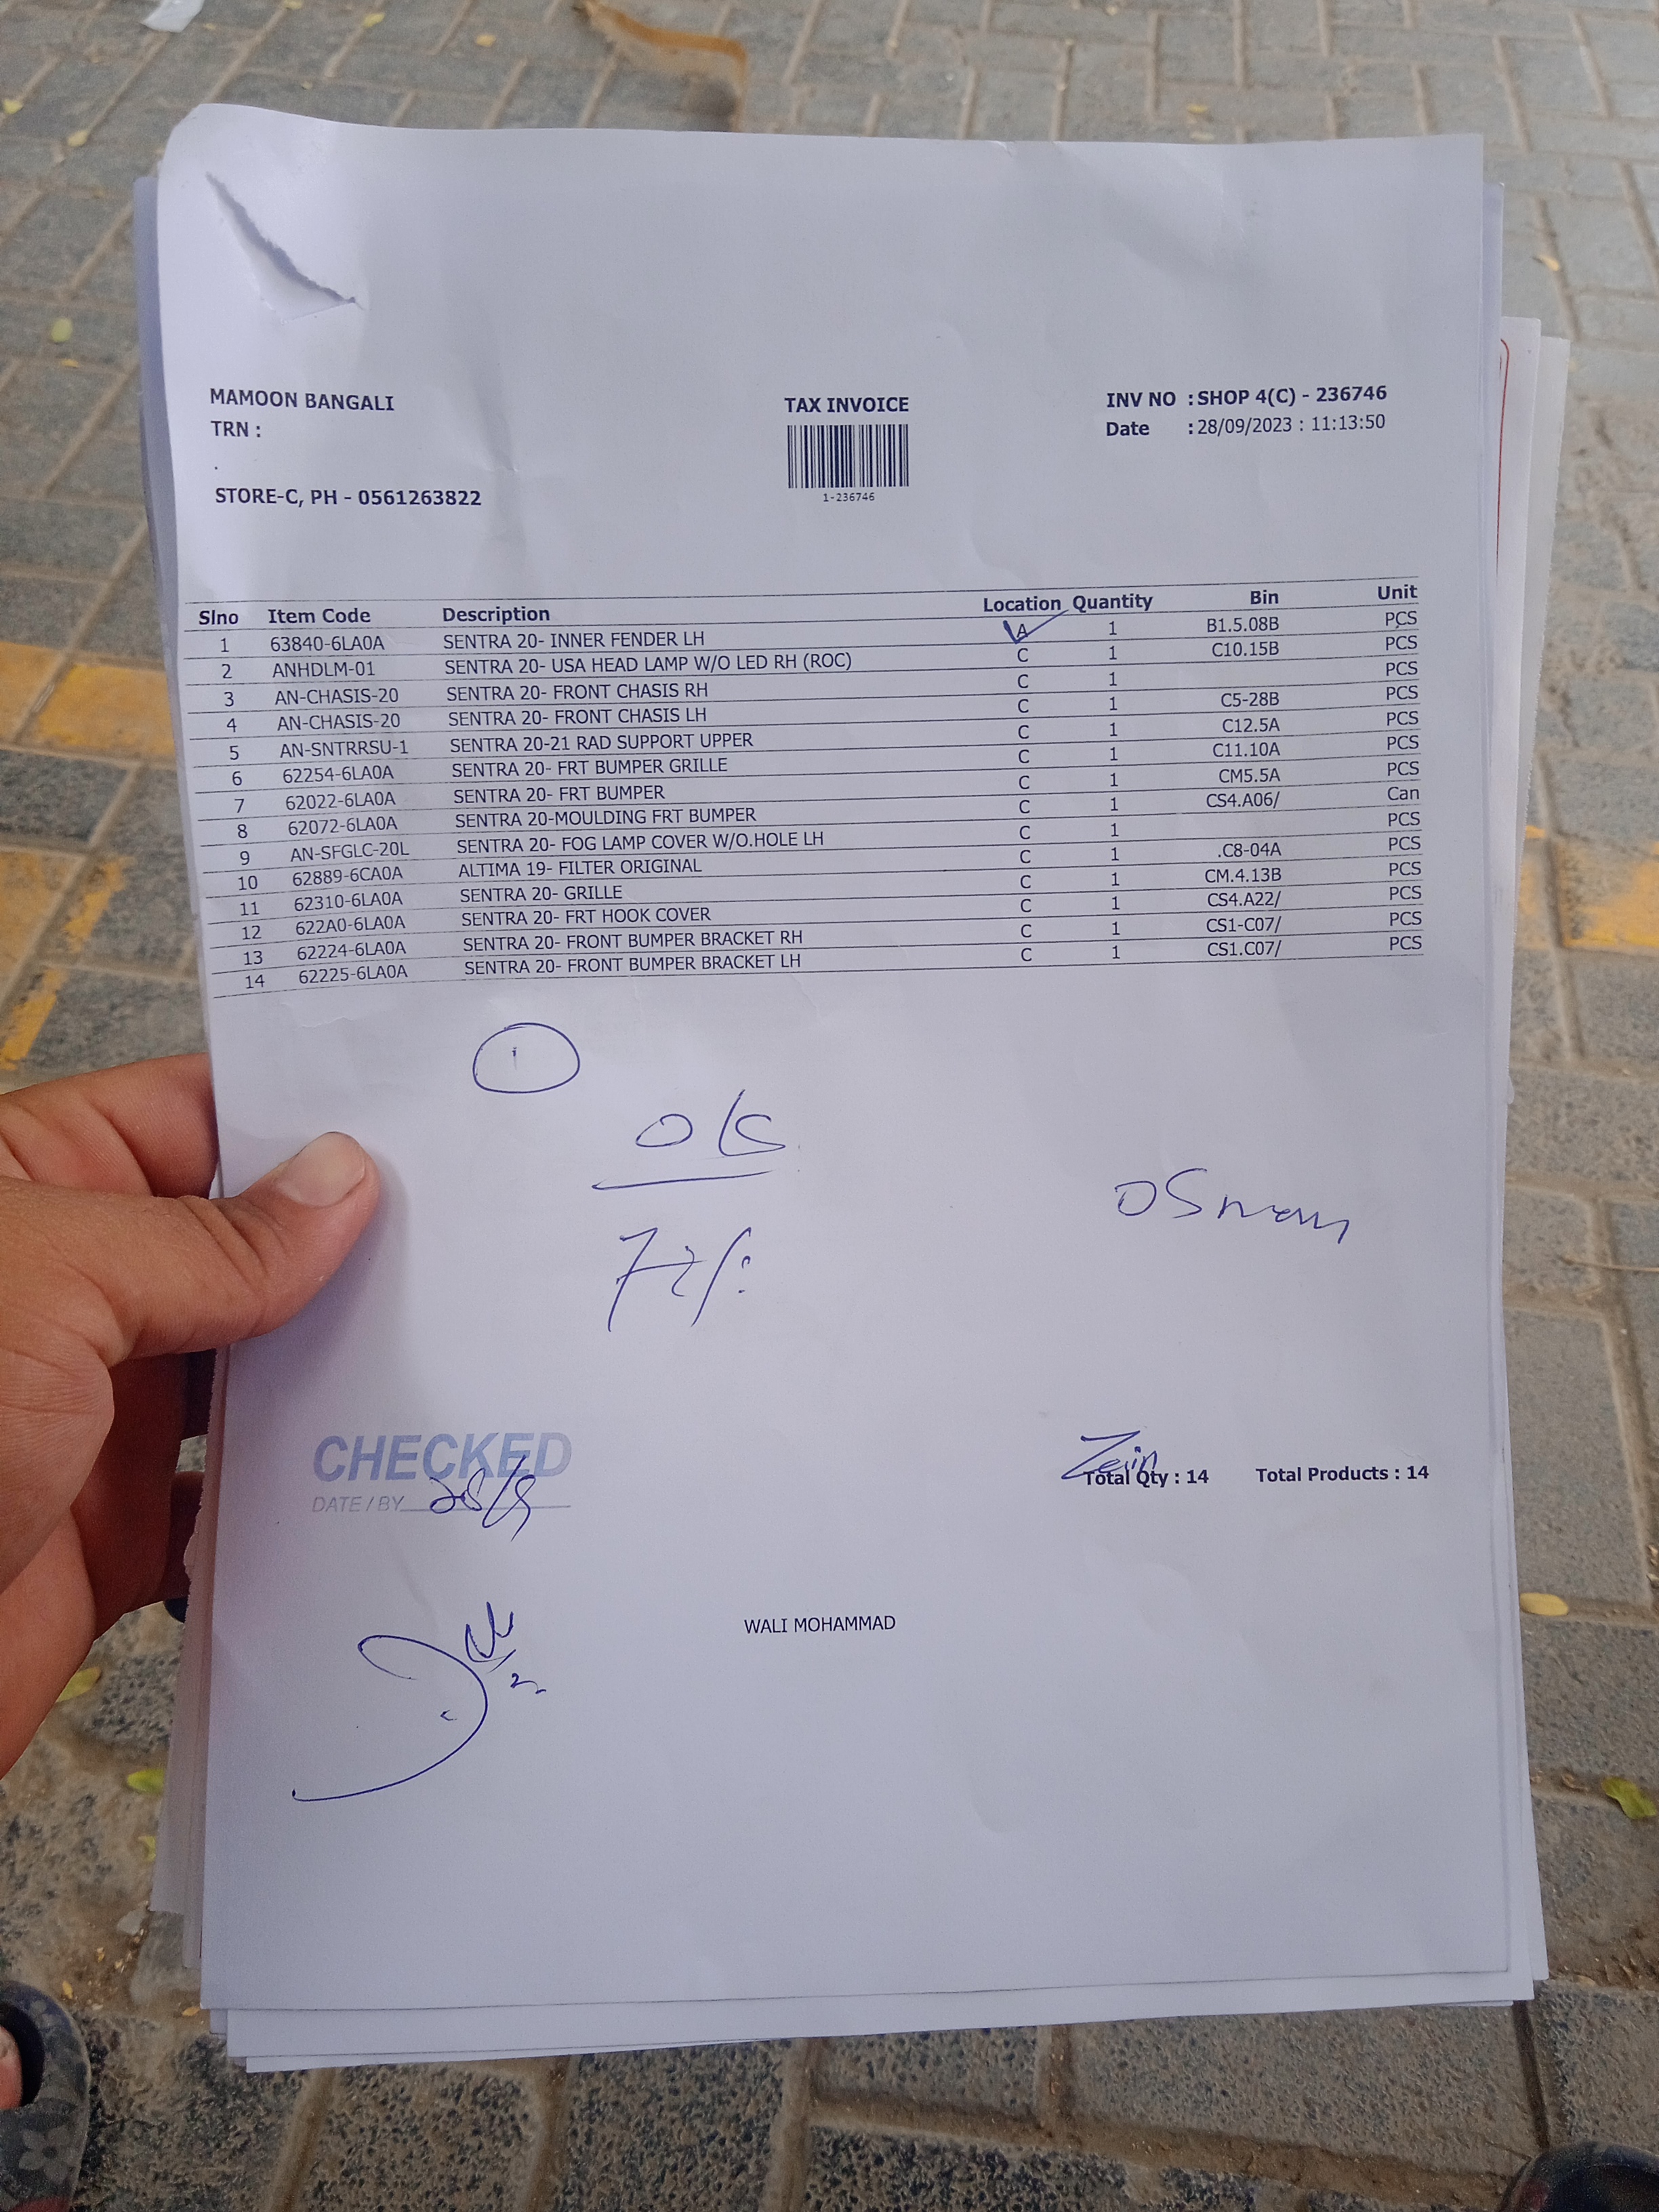 MAMOON BANGALI
TRN :
.
STORE-C, PH - 0561263822
TAX INVOICE
1-236746
INV NO : SHOP 4(C) - 236746
Date : 28/09/2023 : 11:13:50
Slno Item Code Description Location Quantity Bin Unit
1 63840-6LA0A SENTRA 20- INNER FENDER LH A 1 B1.5.08B PCS
2 ANHDLM-01 SENTRA 20- USA HEAD LAMP W/O LED RH (ROC) C 1 C10.15B PCS
3 AN-CHASIS-20 SENTRA 20- FRONT CHASIS RH C 1 PCS
4 AN-CHASIS-20 SENTRA 20- FRONT CHASIS LH C 1 C5-28B PCS
5 AN-SNTRRSU-1 SENTRA 20-21 RAD SUPPORT UPPER C 1 C12.5A PCS
6 62254-6LA0A SENTRA 20- FRT BUMPER GRILLE C 1 C11.10A PCS
7 62022-6LA0A SENTRA 20- FRT BUMPER C 1 CM5.5A PCS
8 62072-6LA0A SENTRA 20-MOULDING FRT BUMPER C 1 CS4.A06/ Can
9 AN-SFGLC-20L SENTRA 20- FOG LAMP COVER W/O.HOLE LH C 1 PCS
10 62889-6CA0A ALTIMA 19- FILTER ORIGINAL C 1 .C8-04A PCS
11 62310-6LA0A SENTRA 20- GRILLE C 1 CM.4.13B PCS
12 622A0-6LA0A SENTRA 20- FRT HOOK COVER C 1 CS4.A22/ PCS
13 62224-6LA0A SENTRA 20- FRONT BUMPER BRACKET RH C 1 CS1-C07/ PCS
14 62225-6LA0A SENTRA 20- FRONT BUMPER BRACKET LH C 1 CS1.C07/ PCS
1
OK
OSman
CHECKED
DATE / BY 28/9
Zein
Total Qty : 14 Total Products : 14
WALI MOHAMMAD